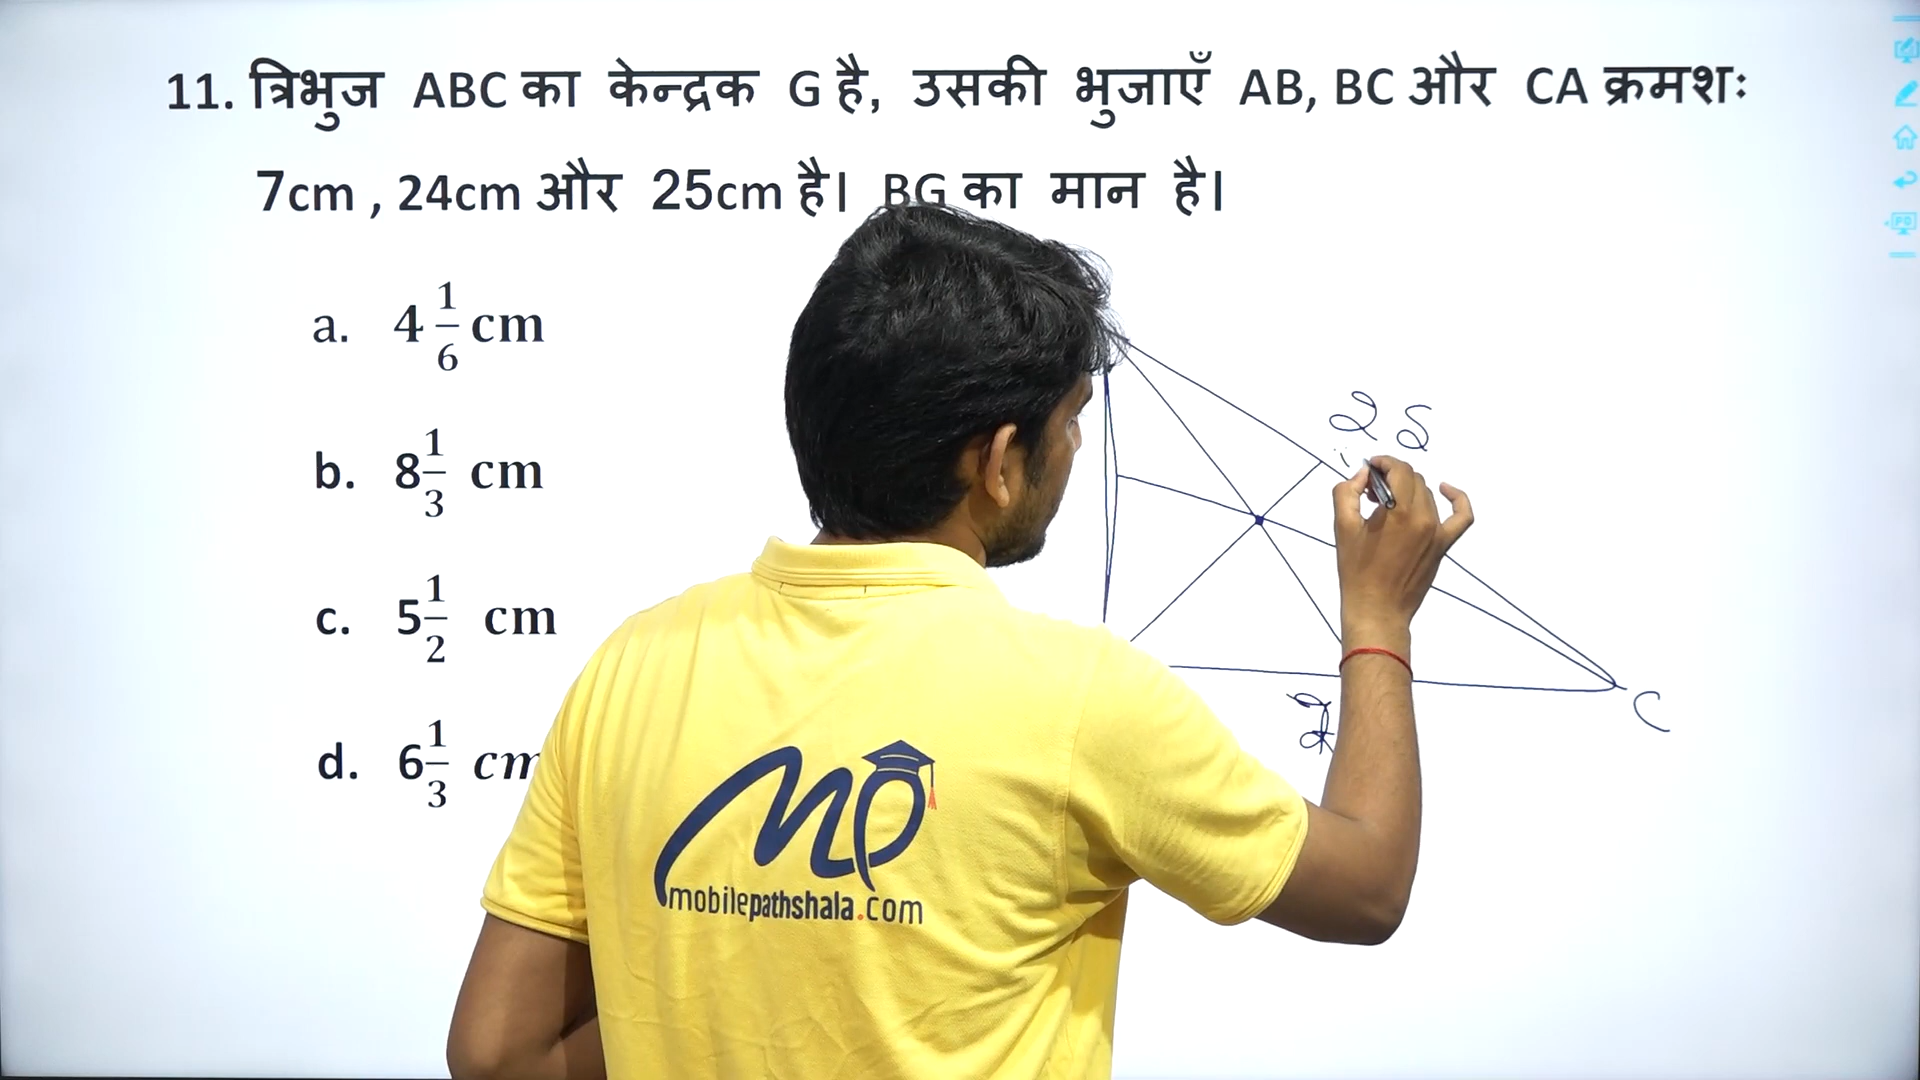 11. त्रिभुज ABC का केन्द्रक G है, उसकी भुजाएँ AB, BC और CA क्रमशः
7cm , 24cm और 25cm है। BG का मान है।
a. 4 1/6 cm
b. 8 1/3 cm
c. 5 1/2 cm
d. 6 1/3 cm
25
C
mobilepathshala.com